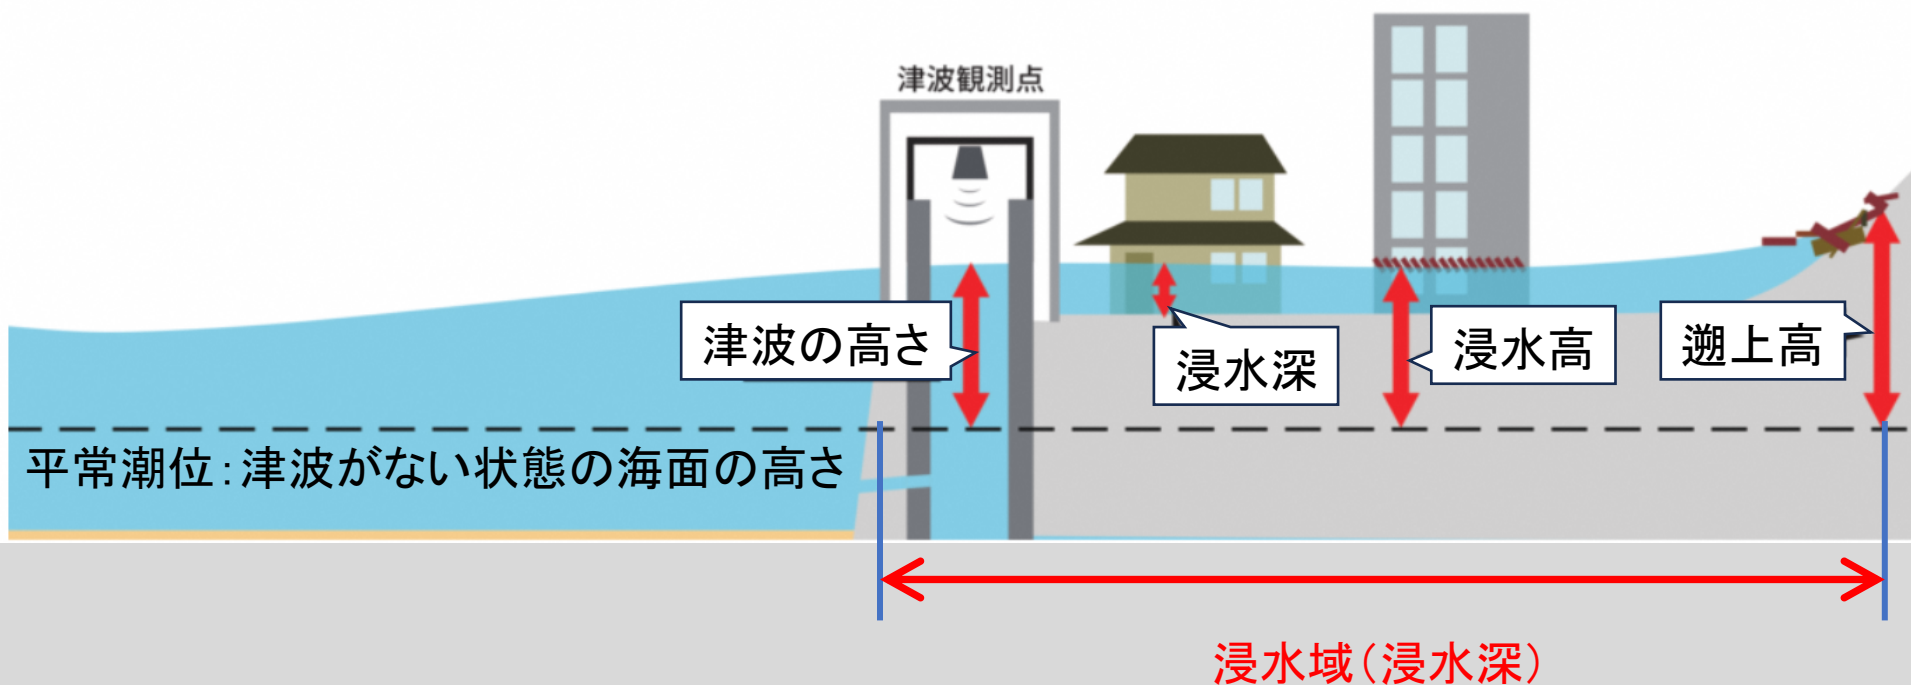 津波観測点
津波の高さ
浸水深
浸水高
遡上高
平常潮位:津波がない状態の海面の高さ
浸水域(浸水深)